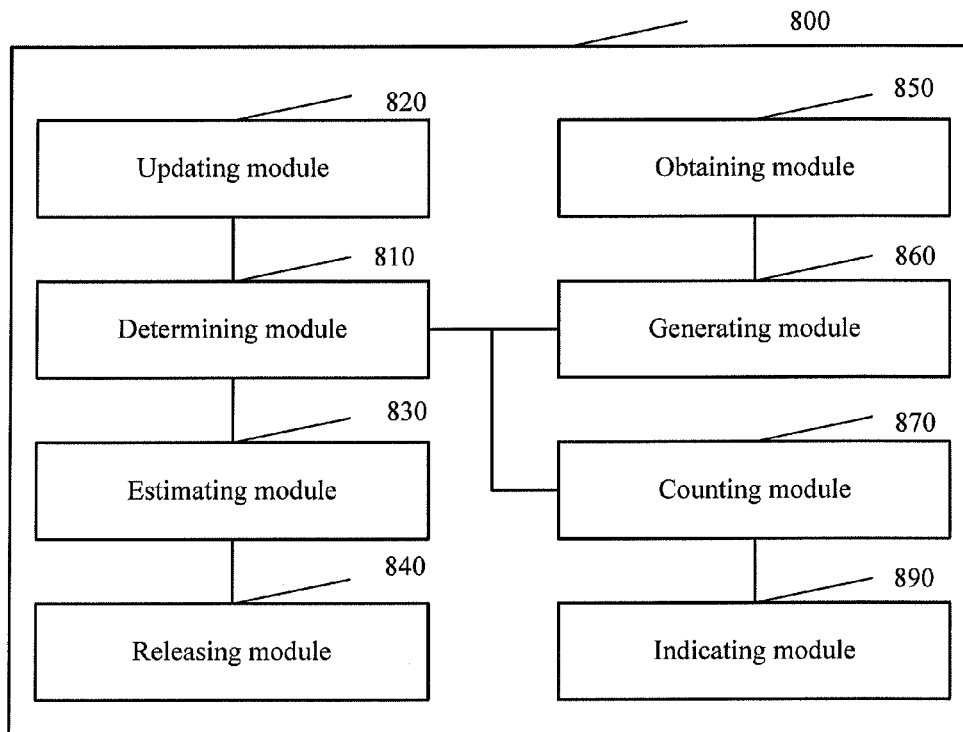 800
820
850
Updating module
Obtaining module
810
860
Determining module
Generating module
830
870
Estimating module
Counting module
840
890
Releasing module
Indicating module